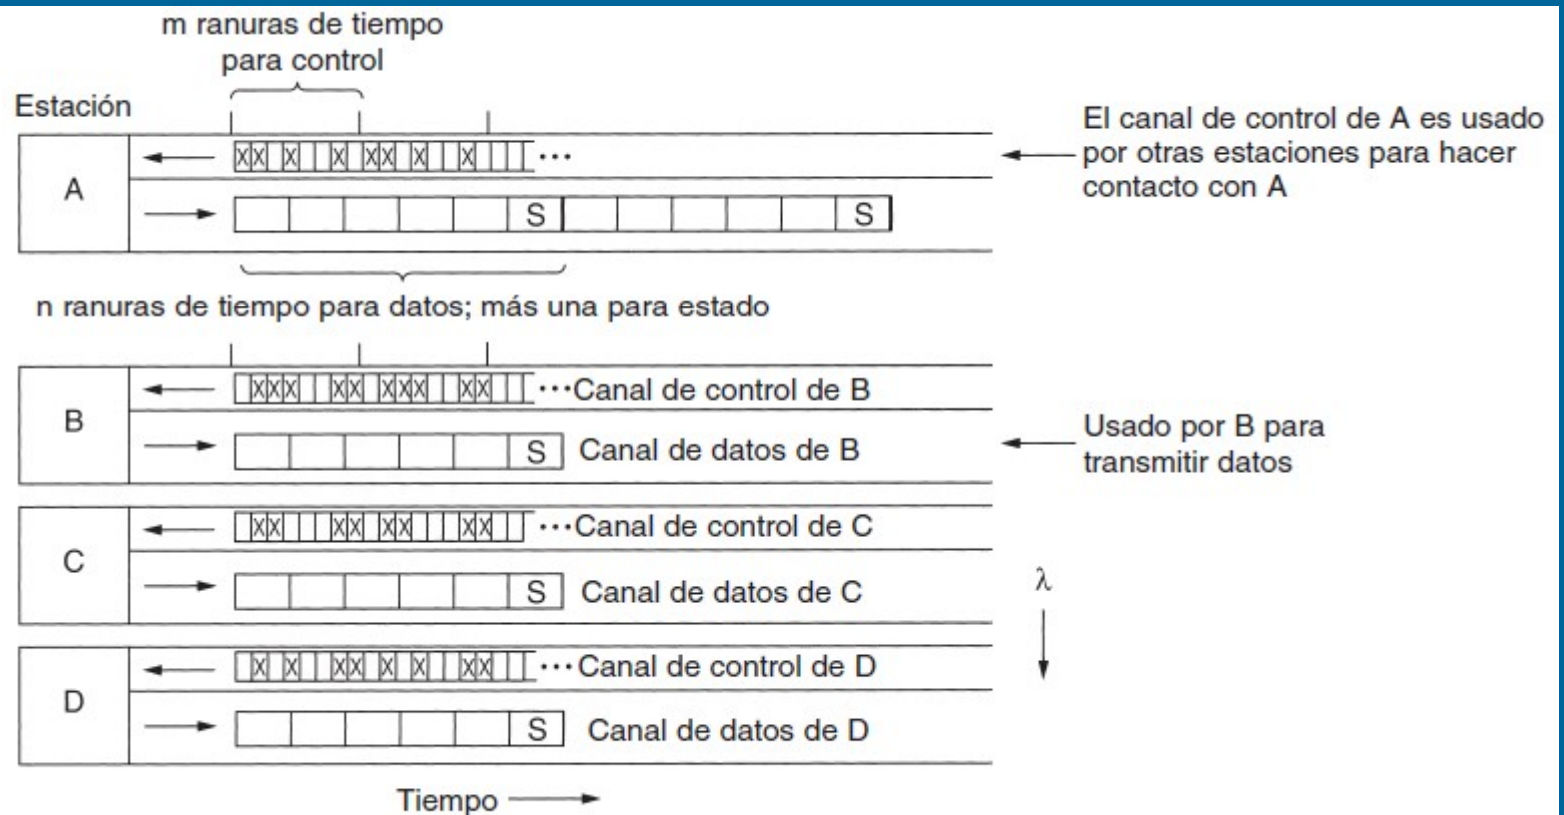 m ranuras de tiempo
para control
Estación
A
X X X X X X X X ...
S
S
El canal de control de A es usado
por otras estaciones para hacer
contacto con A
n ranuras de tiempo para datos; más una para estado
B
X X X X X X X X X X ...Canal de control de B
S
Canal de datos de B
Usado por B para
transmitir datos
C
X X X X X X X X ...Canal de control de C
S
Canal de datos de C
λ
D
X X X X X X X X ...Canal de control de D
S
Canal de datos de D
Tiempo